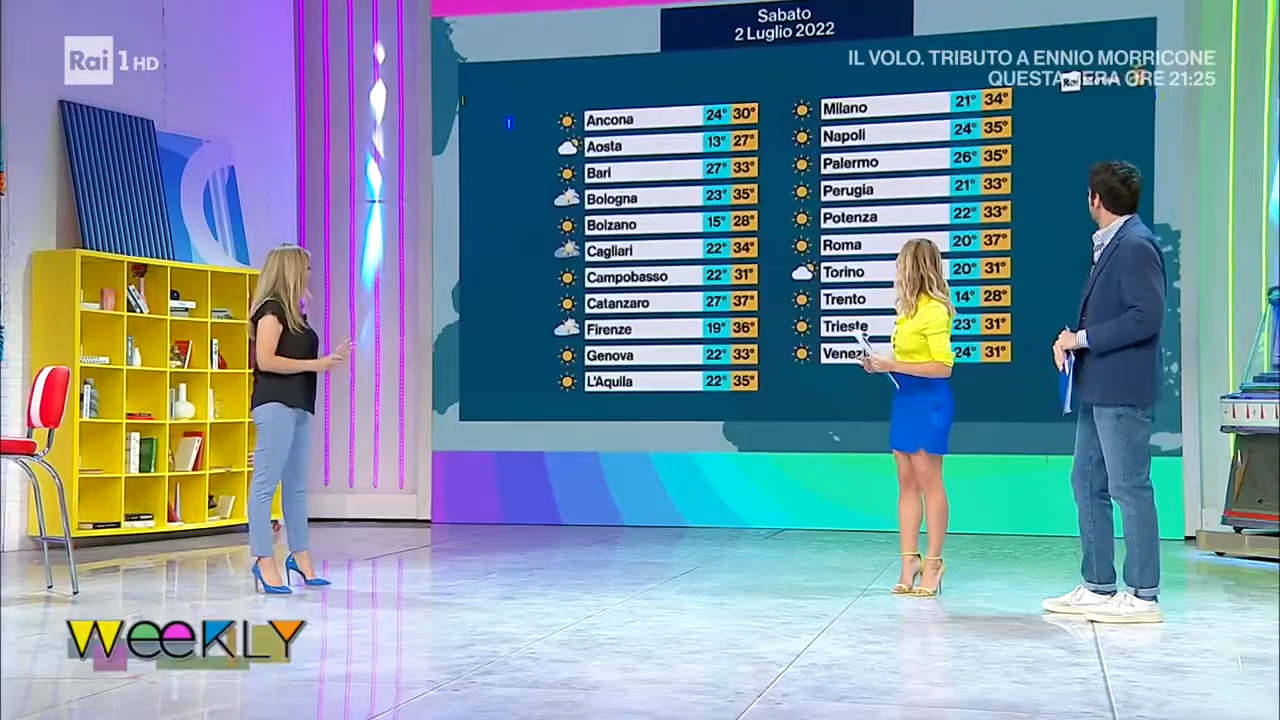 Rai 1 HD
Sabato
2 Luglio 2022
IL VOLO. TRIBUTO A ENNIO MORRICONE
QUESTA SERA ORE 21:25
Ancona 24° 30°
Aosta 13° 27°
Bari 27° 33°
Bologna 23° 35°
Bolzano 15° 28°
Cagliari 22° 34°
Campobasso 22° 31°
Catanzaro 27° 37°
Firenze 19° 36°
Genova 22° 33°
L'Aquila 22° 35°
Milano 21° 34°
Napoli 24° 35°
Palermo 26° 35°
Perugia 21° 33°
Potenza 22° 33°
Roma 20° 37°
Torino 20° 31°
Trento 14° 28°
Trieste 23° 31°
Venezi 24° 31°
WEEKLY